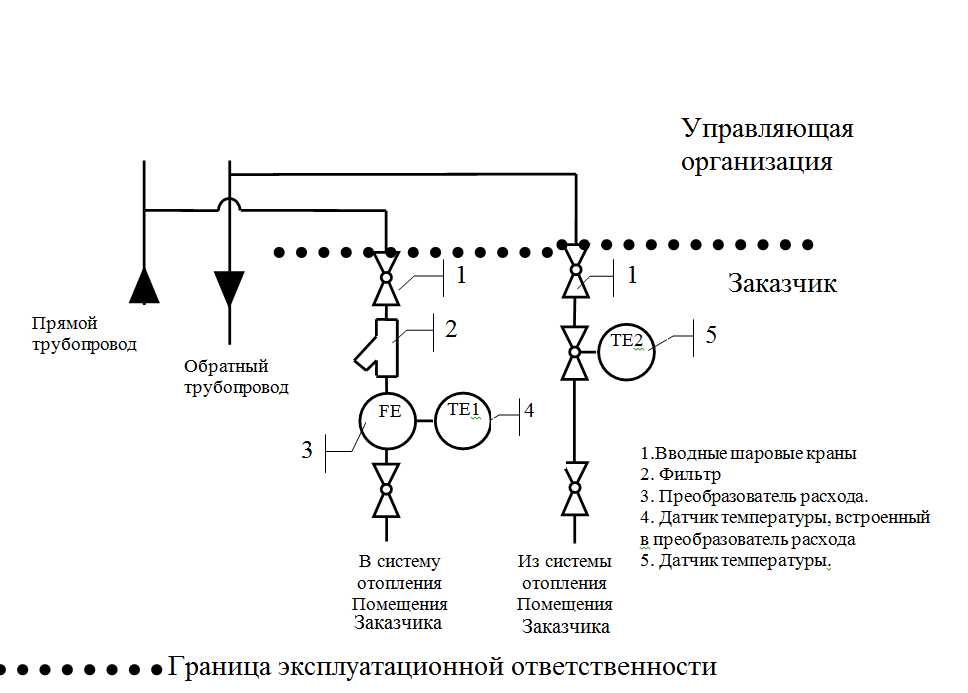 Управляющая
организация
1
1
Заказчик
Прямой
трубопровод
2
TE2
5
Обратный
трубопровод
FE
TE1
4
3
1.Вводные шаровые краны
2. Фильтр
3. Преобразователь расхода.
4. Датчик температуры, встроенный
в преобразователь расхода
5. Датчик температуры.
В систему
отопления
Помещения
Заказчика
Из системы
отопления
Помещения
Заказчика
Граница эксплуатационной ответственности